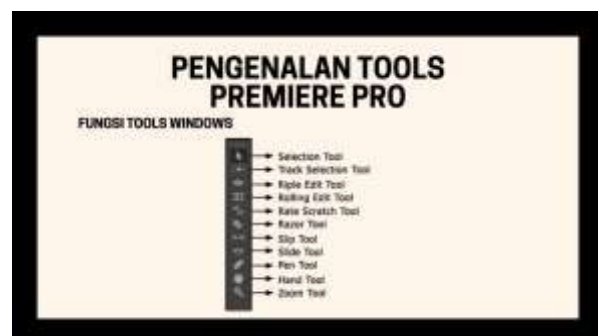 PENGENALAN TOOLS
PREMIERE PRO
FUNGSI TOOLS WINDOWS
Selection Tool
Track Selection Tool
Riple Edit Tool
Rolling Edit Tool
Rate Scratch Tool
Razor Tool
Slip Tool
Slide Tool
Pen Tool
Hand Tool
Zoom Tool